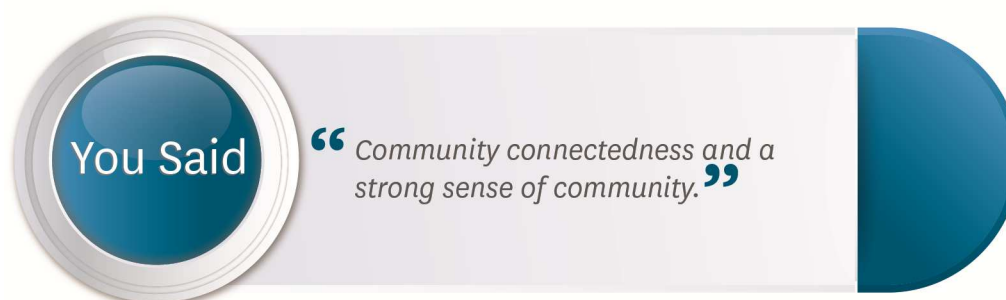 You Said
“ Community connectedness and a
strong sense of community.”